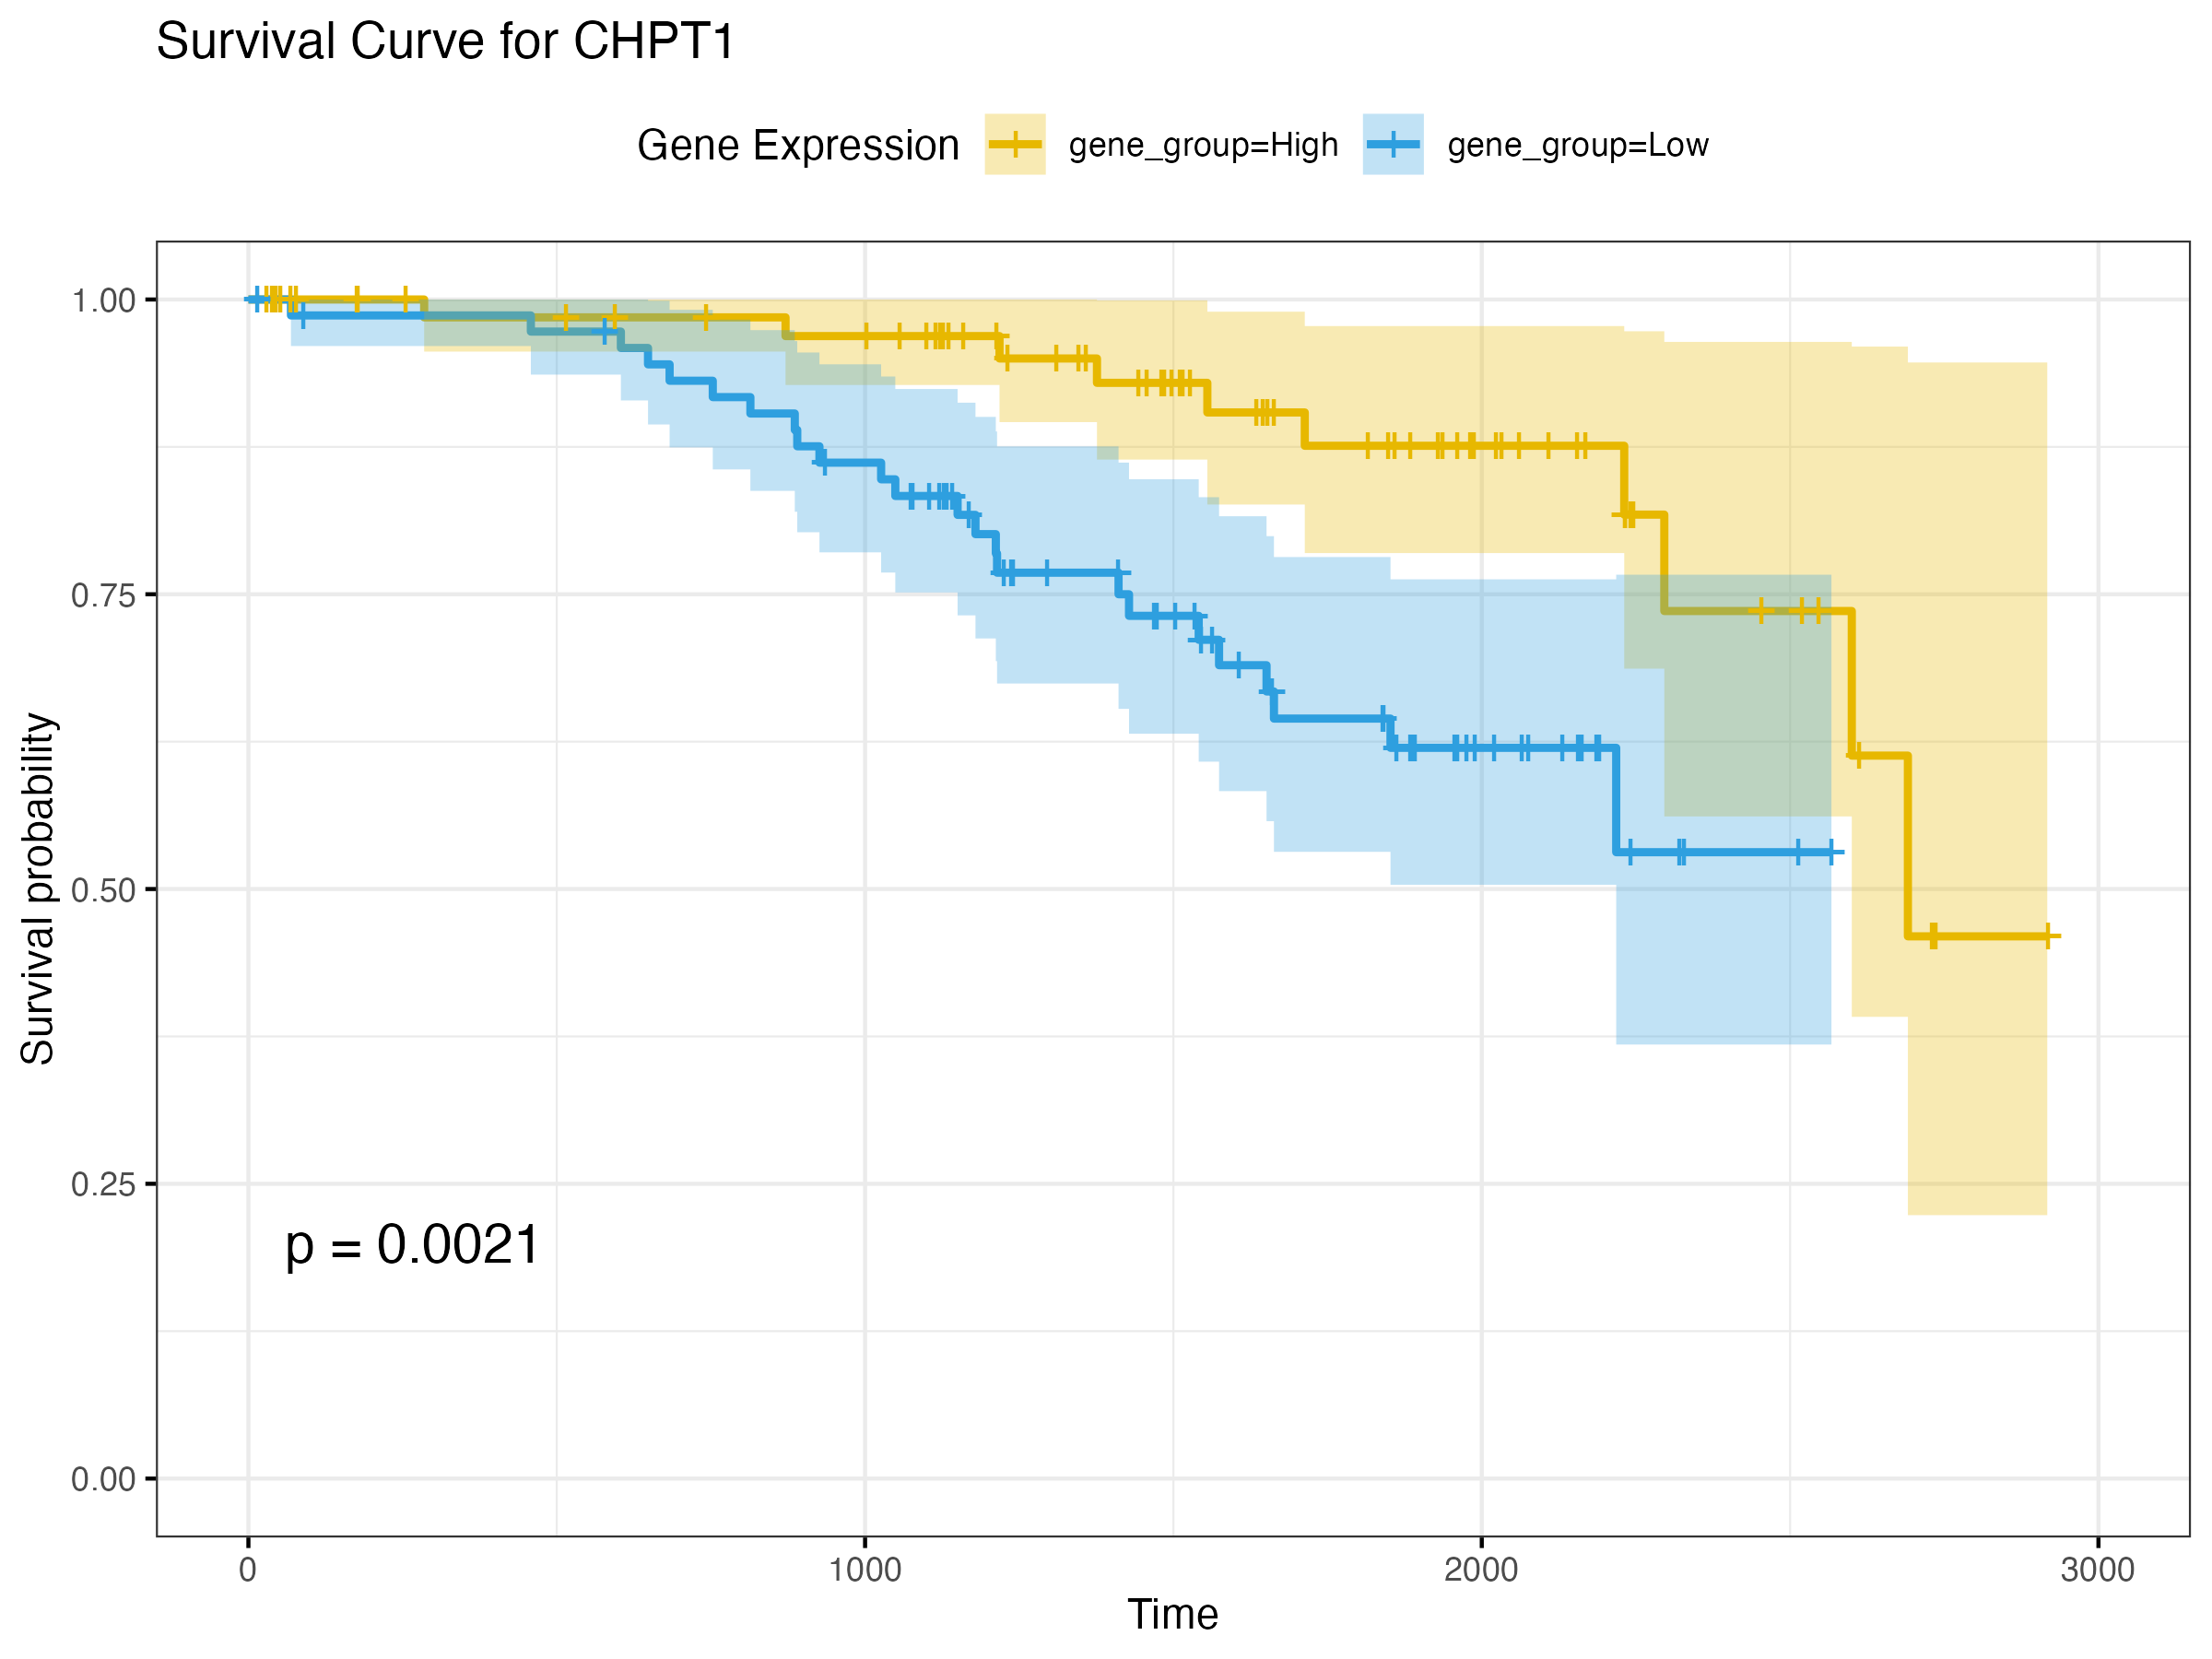 Survival Curve for CHPT1
Gene Expression gene_group=High gene_group=Low
1.00
0.75
0.50
0.25
0.00
Survival probability
p = 0.0021
0 1000 2000 3000
Time